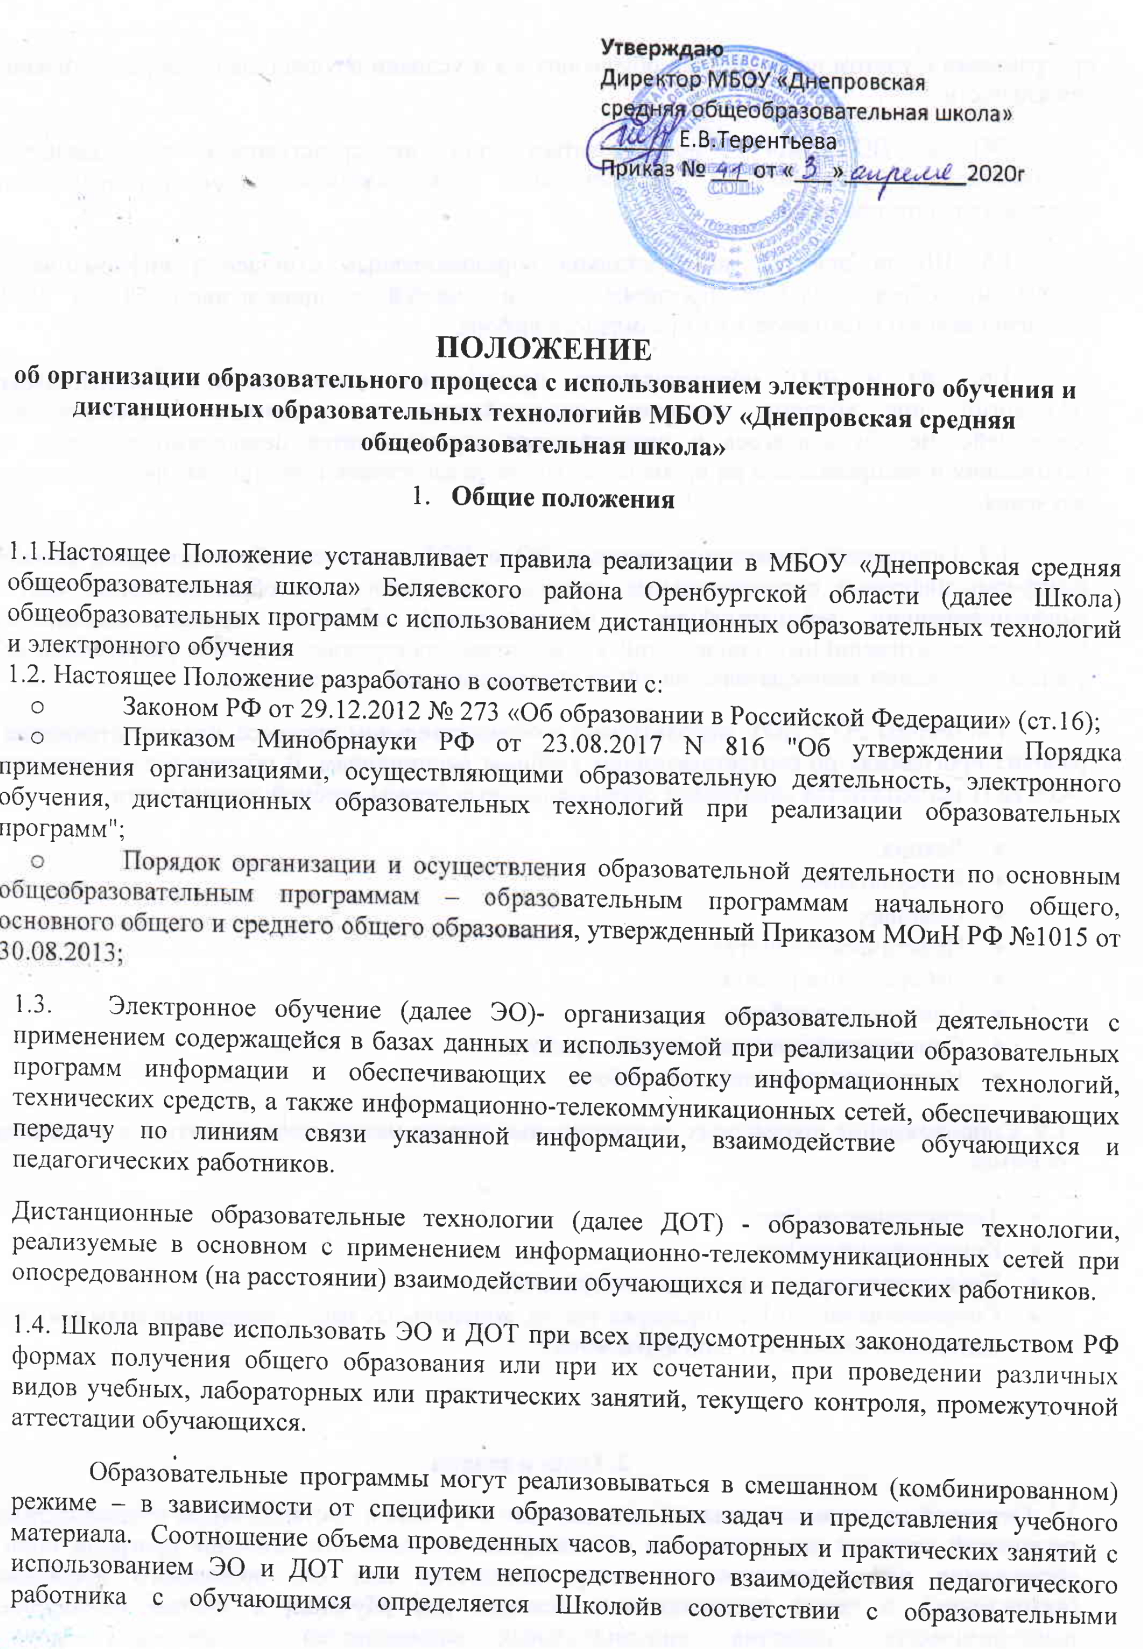 Утверждаю
Директор МБОУ «Днепровская
средняя общеобразовательная школа»
Е.В.Терентьева
Приказ № 41 от « 3 » апреля 2020г
ПОЛОЖЕНИЕ
об организации образовательного процесса с использованием электронного обучения и
дистанционных образовательных технологийв МБОУ «Днепровская средняя
общеобразовательная школа»
1. Общие положения
1.1.Настоящее Положение устанавливает правила реализации в МБОУ «Днепровская средняя
общеобразовательная школа» Беляевского района Оренбургской области (далее Школа)
общеобразовательных программ с использованием дистанционных образовательных технологий
и электронного обучения
1.2. Настоящее Положение разработано в соответствии с:
○ Законом РФ от 29.12.2012 № 273 «Об образовании в Российской Федерации» (ст.16);
○ Приказом Минобрнауки РФ от 23.08.2017 N 816 "Об утверждении Порядка
применения организациями, осуществляющими образовательную деятельность, электронного
обучения, дистанционных образовательных технологий при реализации образовательных
программ";
○ Порядок организации и осуществления образовательной деятельности по основным
общеобразовательным программам – образовательным программам начального общего,
основного общего и среднего общего образования, утвержденный Приказом МОиН РФ №1015 от
30.08.2013;
1.3. Электронное обучение (далее ЭО)- организация образовательной деятельности с
применением содержащейся в базах данных и используемой при реализации образовательных
программ информации и обеспечивающих ее обработку информационных технологий,
технических средств, а также информационно-телекоммуникационных сетей, обеспечивающих
передачу по линиям связи указанной информации, взаимодействие обучающихся и
педагогических работников.
Дистанционные образовательные технологии (далее ДОТ) - образовательные технологии,
реализуемые в основном с применением информационно-телекоммуникационных сетей при
опосредованном (на расстоянии) взаимодействии обучающихся и педагогических работников.
1.4. Школа вправе использовать ЭО и ДОТ при всех предусмотренных законодательством РФ
формах получения общего образования или при их сочетании, при проведении различных
видов учебных, лабораторных или практических занятий, текущего контроля, промежуточной
аттестации обучающихся.
Образовательные программы могут реализовываться в смешанном (комбинированном)
режиме – в зависимости от специфики образовательных задач и представления учебного
материала. Соотношение объема проведенных часов, лабораторных и практических занятий с
использованием ЭО и ДОТ или путем непосредственного взаимодействия педагогического
работника с обучающимся определяется Школойв соответствии с образовательными